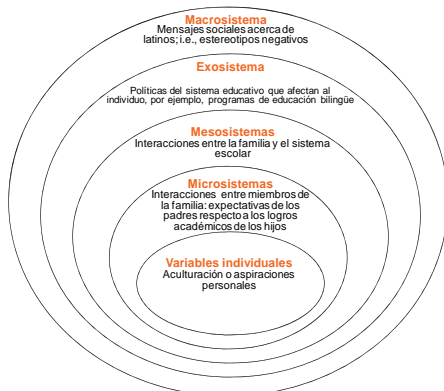 Macrosistema
Mensajes sociales acerca de
latinos; i.e., estereotipos negativos
Exosistema
Políticas del sistema educativo que afectan al
individuo, por ejemplo, programas de educación bilingüe
Mesosistemas
Interacciones entre la familia y el sistema
escolar
Microsistemas
Interacciones entre miembros de
la familia: expectativas de los
padres respecto a los logros
académicos de los hijos
Variables individuales
Aculturación o aspiraciones
personales